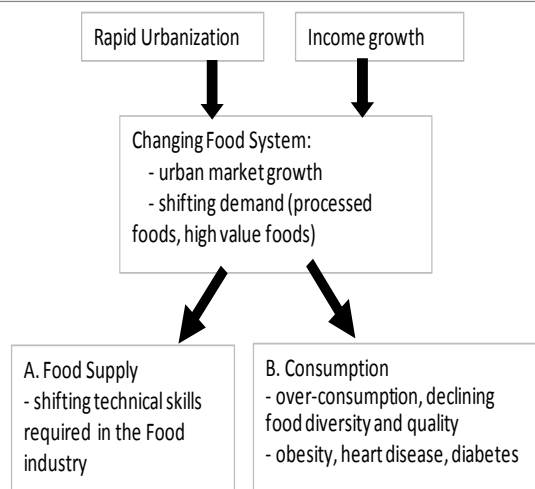 Rapid Urbanization
Income growth
Changing Food System:
- urban market growth
- shifting demand (processed
foods, high value foods)
A. Food Supply
- shifting technical skills
required in the Food
industry
B. Consumption
- over-consumption, declining
food diversity and quality
- obesity, heart disease, diabetes